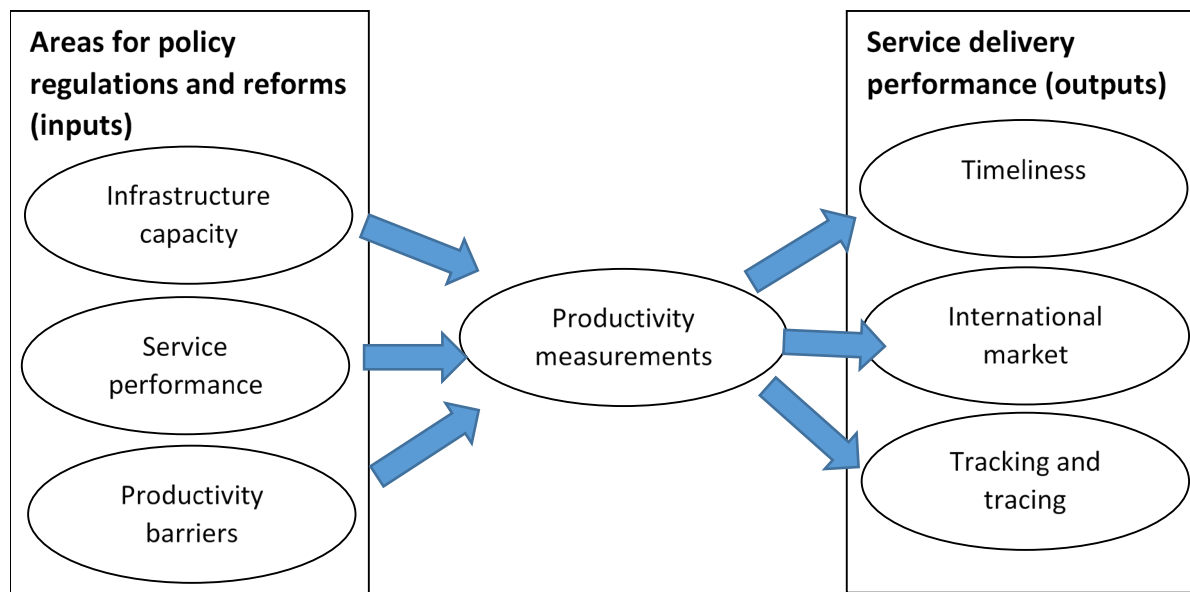 Areas for policy
regulations and reforms
(inputs)
Infrastructure
capacity
Service
performance
Productivity
barriers
Productivity
measurements
Service delivery
performance (outputs)
Timeliness
International
market
Tracking and
tracing